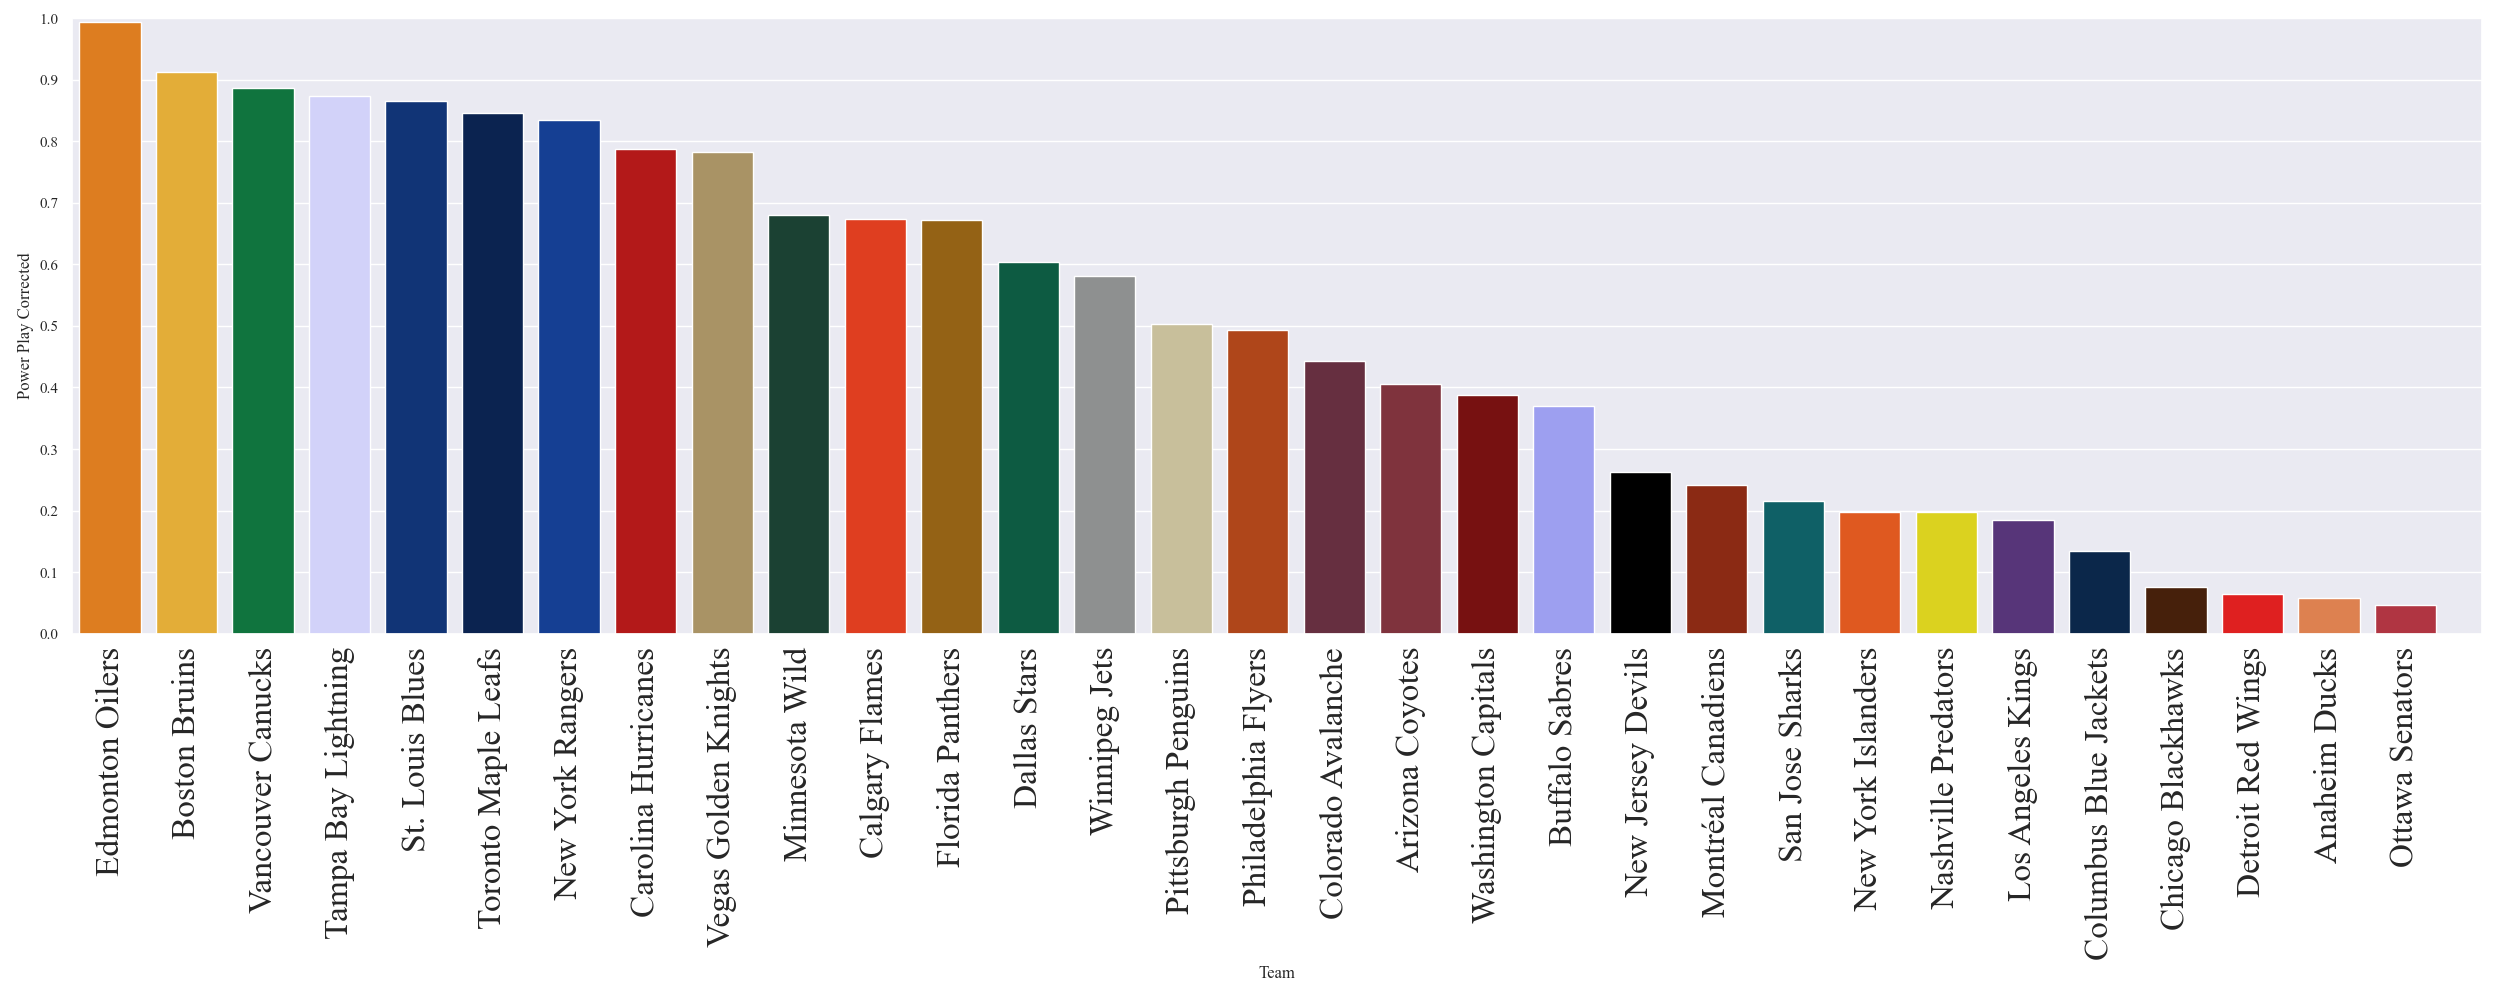 1.0
0.9
0.8
0.7
0.6
0.5
0.4
0.3
0.2
0.1
0.0
Power Play Corrected
Edmonton Oilers
Boston Bruins
Vancouver Canucks
Tampa Bay Lightning
St. Louis Blues
Toronto Maple Leafs
New York Rangers
Carolina Hurricanes
Vegas Golden Knights
Minnesota Wild
Calgary Flames
Florida Panthers
Dallas Stars
Winnipeg Jets
Pittsburgh Penguins
Philadelphia Flyers
Colorado Avalanche
Arizona Coyotes
Washington Capitals
Buffalo Sabres
New Jersey Devils
Montréal Canadiens
San Jose Sharks
New York Islanders
Nashville Predators
Los Angeles Kings
Columbus Blue Jackets
Chicago Blackhawks
Detroit Red Wings
Anaheim Ducks
Ottawa Senators
Team